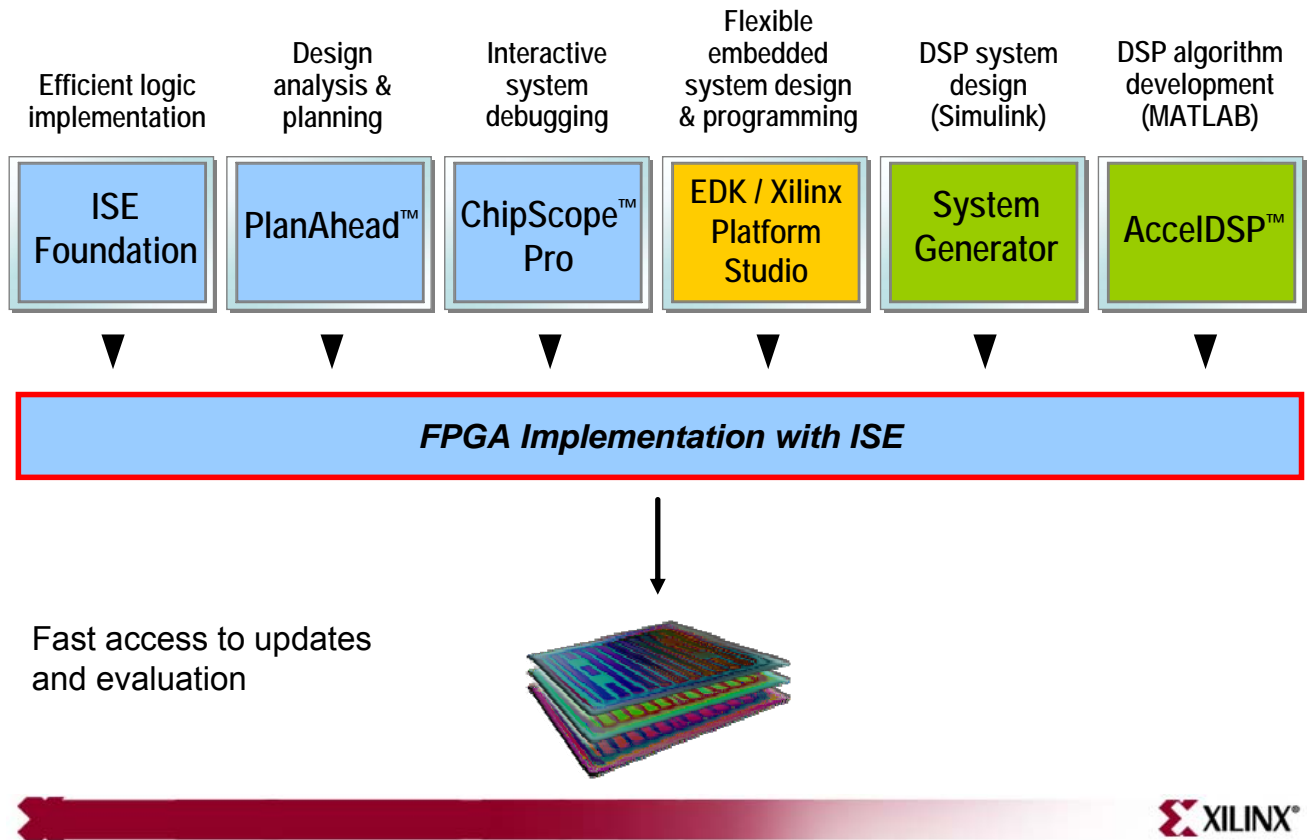 Efficient logic
implementation
Design
analysis &
planning
Interactive
system
debugging
Flexible
embedded
system design
& programming
DSP system
design
(Simulink)
DSP algorithm
development
(MATLAB)
ISE
Foundation
PlanAhead™
ChipScope™
Pro
EDK / Xilinx
Platform
Studio
System
Generator
AccelDSP™
FPGA Implementation with ISE
Fast access to updates
and evaluation
XILINX®